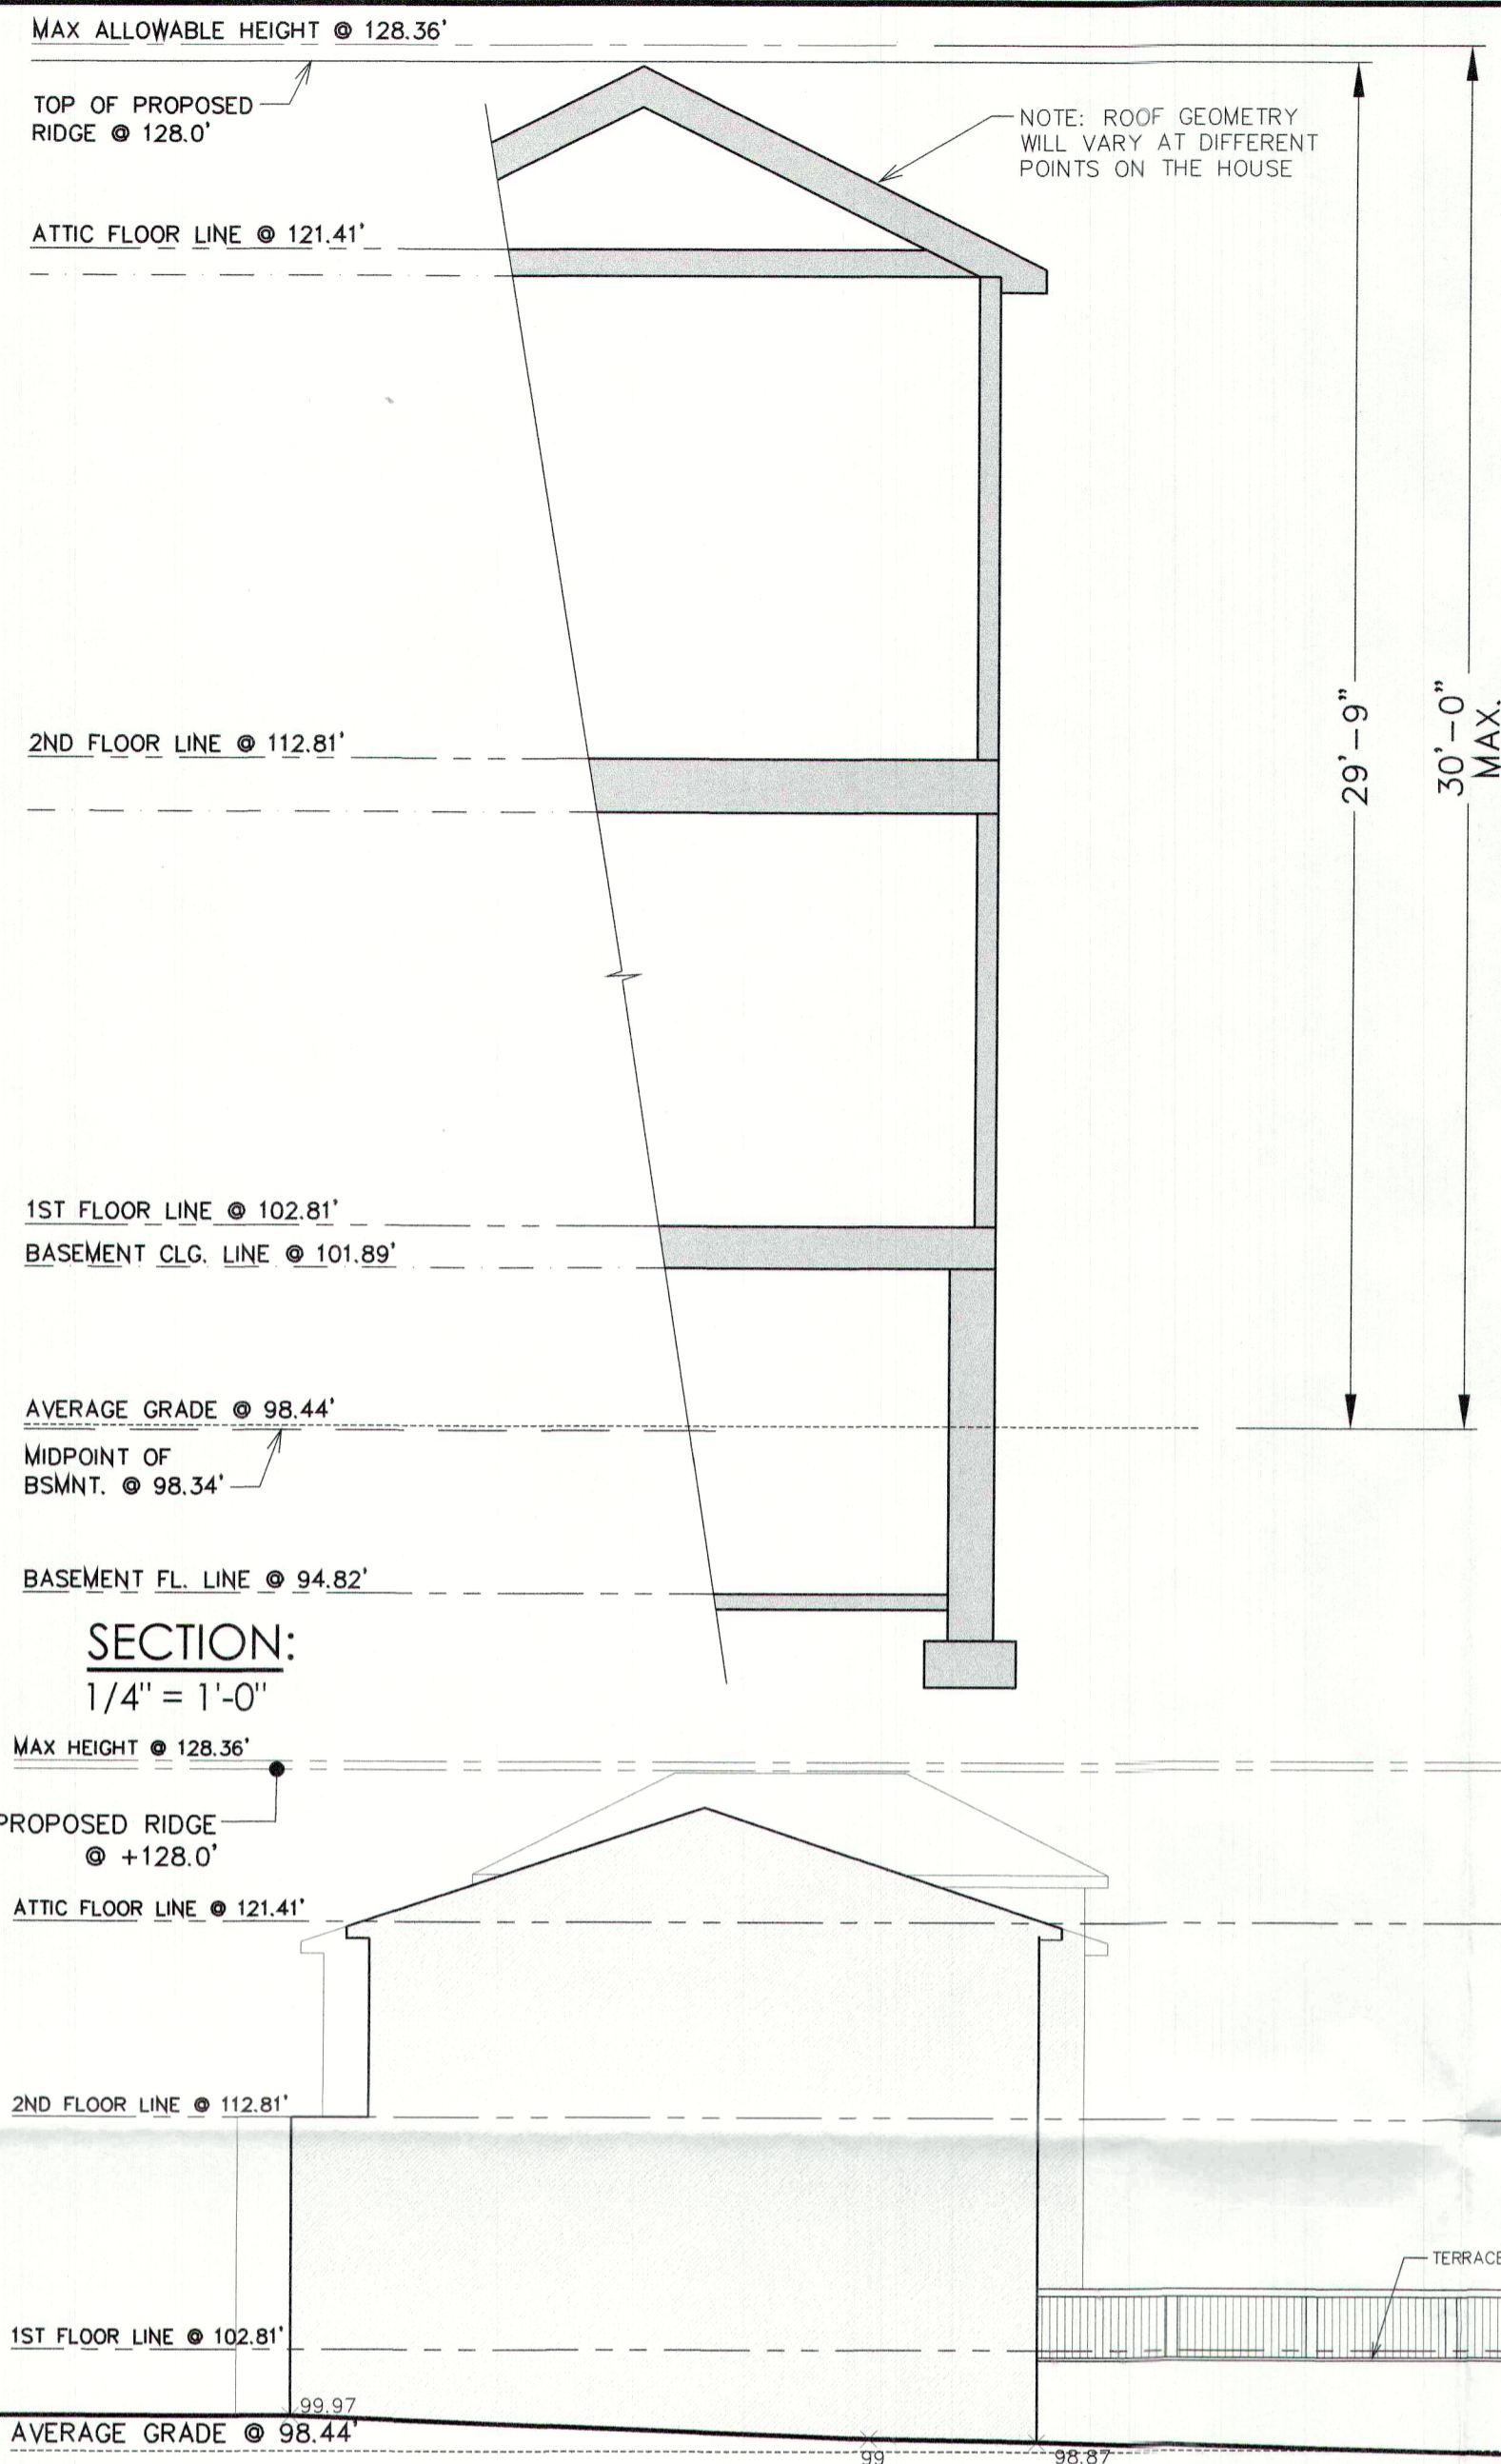 MAX ALLOWABLE HEIGHT @ 128.36'
TOP OF PROPOSED
RIDGE @ 128.0'
NOTE: ROOF GEOMETRY
WILL VARY AT DIFFERENT
POINTS ON THE HOUSE
ATTIC FLOOR LINE @ 121.41'
29'-9"
30'-0"
MAX.
2ND FLOOR LINE @ 112.81'
1ST FLOOR LINE @ 102.81'
BASEMENT CLG. LINE @ 101.89'
AVERAGE GRADE @ 98.44'
MIDPOINT OF
BSMNT. @ 98.34'
BASEMENT FL. LINE @ 94.82'
SECTION:
1/4" = 1'-0"
MAX HEIGHT @ 128.36'
PROPOSED RIDGE
@ +128.0'
ATTIC FLOOR LINE @ 121.41'
2ND FLOOR LINE @ 112.81'
TERRACE
1ST FLOOR LINE @ 102.81'
99.97
AVERAGE GRADE @ 98.44'
99
98.87